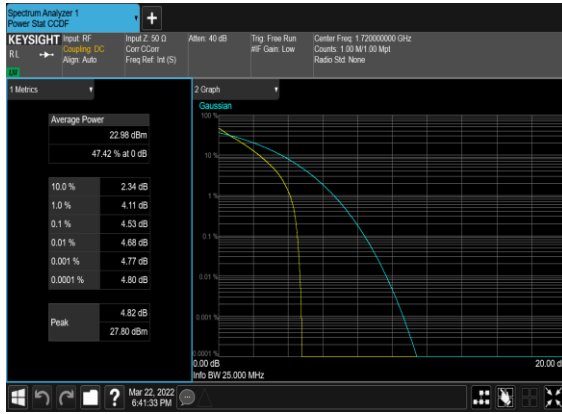 Spectrum Analyzer 1
Power Stat CCDF
+
KEYSIGHT
RL
LXI
Input: RF
Coupling: DC
Align: Auto
Input Z: 50 Ω
Corr CCorr
Freq Ref: Int (S)
Atten: 40 dB
Trig: Free Run
#IF Gain: Low
Center Freq: 1.720000000 GHz
Counts: 1.00 M/1.00 Mpt
Radio Std: None
1 Metrics
Average Power
22.98 dBm
47.42 % at 0 dB
10.0 % 2.34 dB
1.0 % 4.11 dB
0.1 % 4.53 dB
0.01 % 4.68 dB
0.001 % 4.77 dB
0.0001 % 4.80 dB
Peak
4.82 dB
27.80 dBm
2 Graph
Gaussian
100 %
10 %
1 %
0.1 %
0.01 %
0.001 %
0.0001 %
0.00 dB
20.00 d
Info BW 25.000 MHz
?
Mar 22, 2022
6:41:33 PM